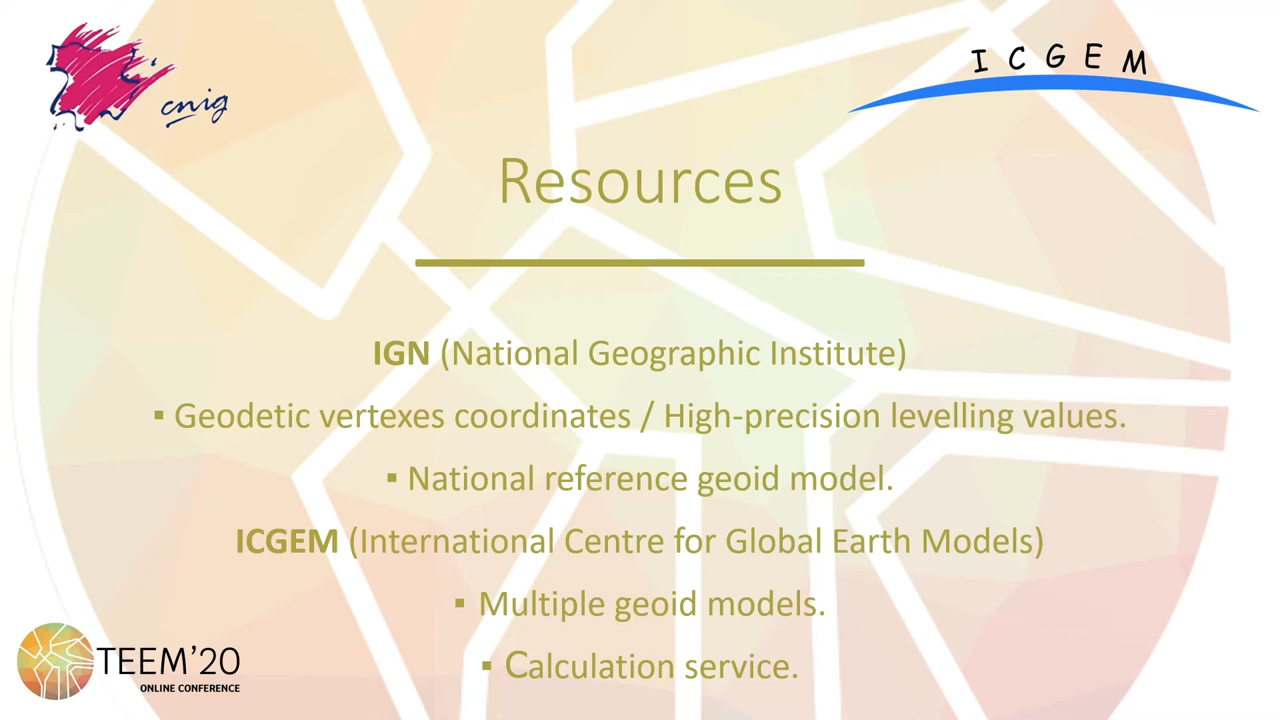 cnig
ICGEM
Resources
IGN (National Geographic Institute)
▪ Geodetic vertexes coordinates / High-precision levelling values.
▪ National reference geoid model.
ICGEM (International Centre for Global Earth Models)
▪ Multiple geoid models.
▪ Calculation service.
TEEM’20
ONLINE CONFERENCE